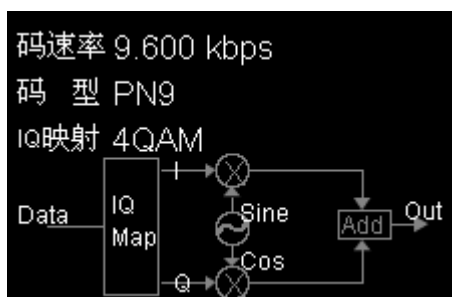 码速率 9.600 kbps
码 型 PN9
IQ映射 4QAM
I
Data
IQ
Map
Sine
Add
Out
Cos
Q